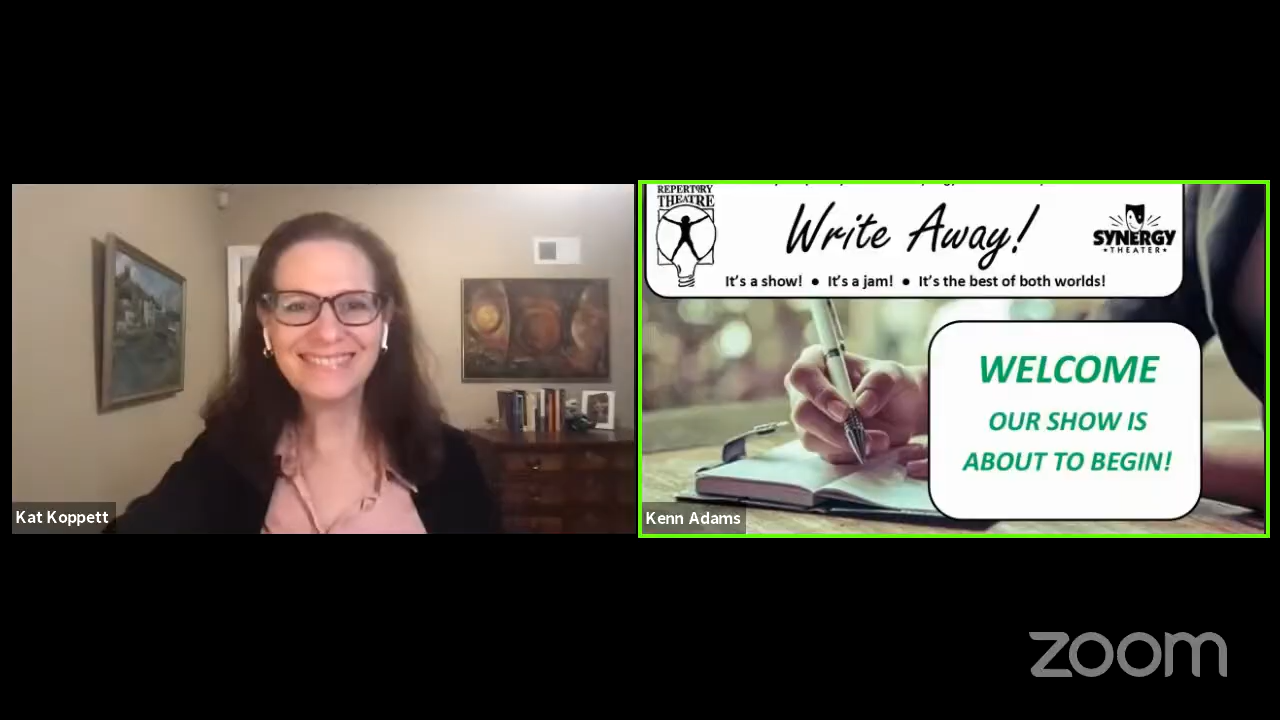 REPERTORY
THEATRE
Write Away!
SYNERGY
THEATER
It's a show! ● It's a jam! ● It's the best of both worlds!
WELCOME
OUR SHOW IS
ABOUT TO BEGIN!
Kat Koppett
Kenn Adams
zoom